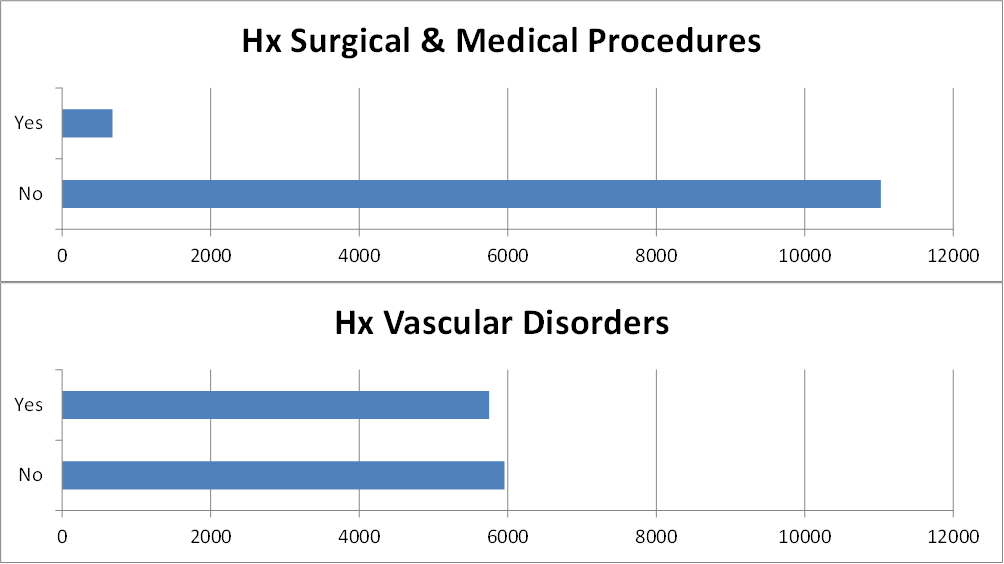 Hx Surgical & Medical Procedures
Yes
No
0 2000 4000 6000 8000 10000 12000
Hx Vascular Disorders
Yes
No
0 2000 4000 6000 8000 10000 12000